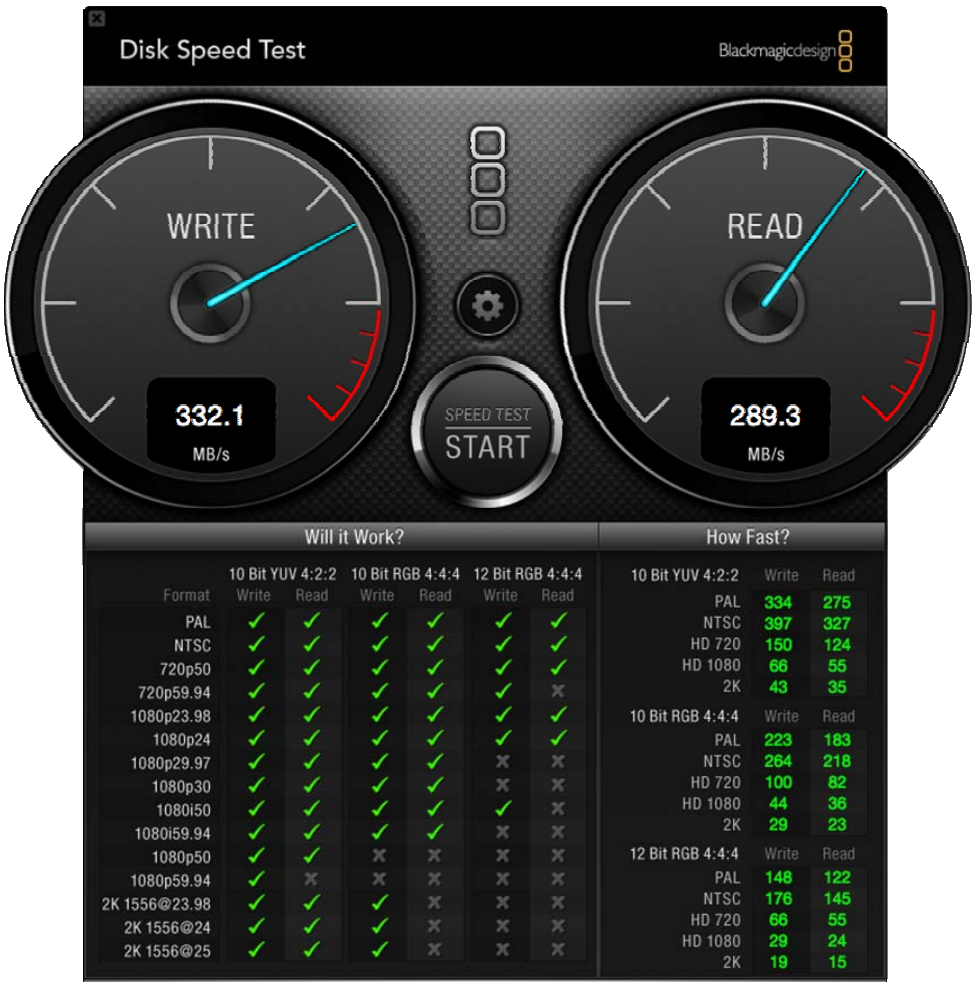 Disk Speed Test
Blackmagicdesign
WRITE
READ
332.1
MB/s
SPEED TEST
START
289.3
MB/s
Will it Work?
How Fast?
10 Bit YUV 4:2:2 10 Bit RGB 4:4:4 12 Bit RGB 4:4:4
Format Write Read Write Read Write Read
PAL
NTSC
720p50
720p59.94
1080p23.98
1080p24
1080p29.97
1080p30
1080i50
1080i59.94
1080p50
1080p59.94
2K 1556@23.98
2K 1556@24
2K 1556@25
10 Bit YUV 4:2:2 Write Read
PAL 334 275
NTSC 397 327
HD 720 150 124
HD 1080 66 55
2K 43 35
10 Bit RGB 4:4:4 Write Read
PAL 223 183
NTSC 264 218
HD 720 100 82
HD 1080 44 36
2K 29 23
12 Bit RGB 4:4:4 Write Read
PAL 148 122
NTSC 176 145
HD 720 66 55
HD 1080 29 24
2K 19 15